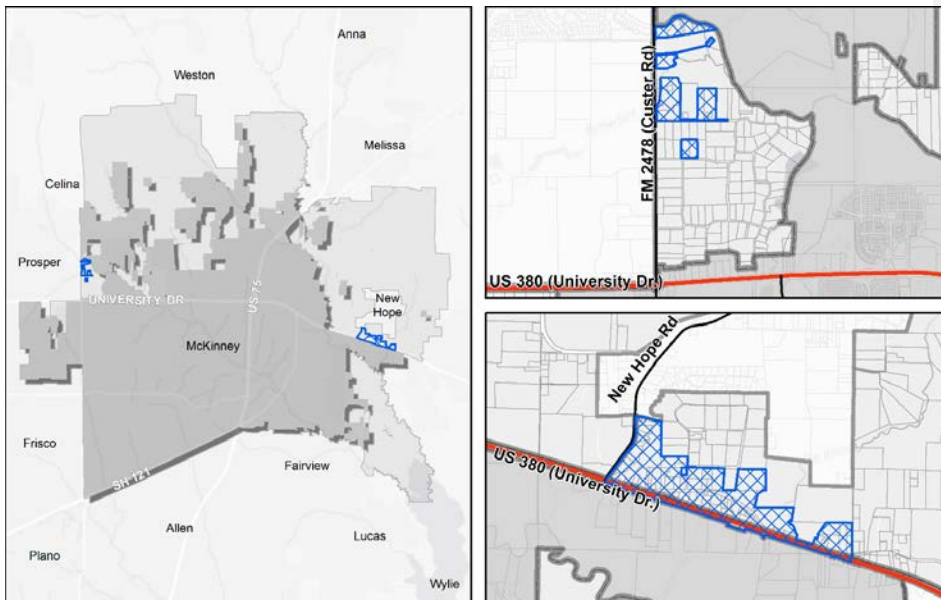 Anna
Weston
Melissa
Celina
Prosper
UNIVERSITY DR
US 75
New
Hope
McKinney
Frisco
SH 121
Fairview
Allen
Lucas
Plano
Wylie
FM 2478 (Custer Rd)
US 380 (University Dr.)
New Hope Rd
US 380 (University Dr.)